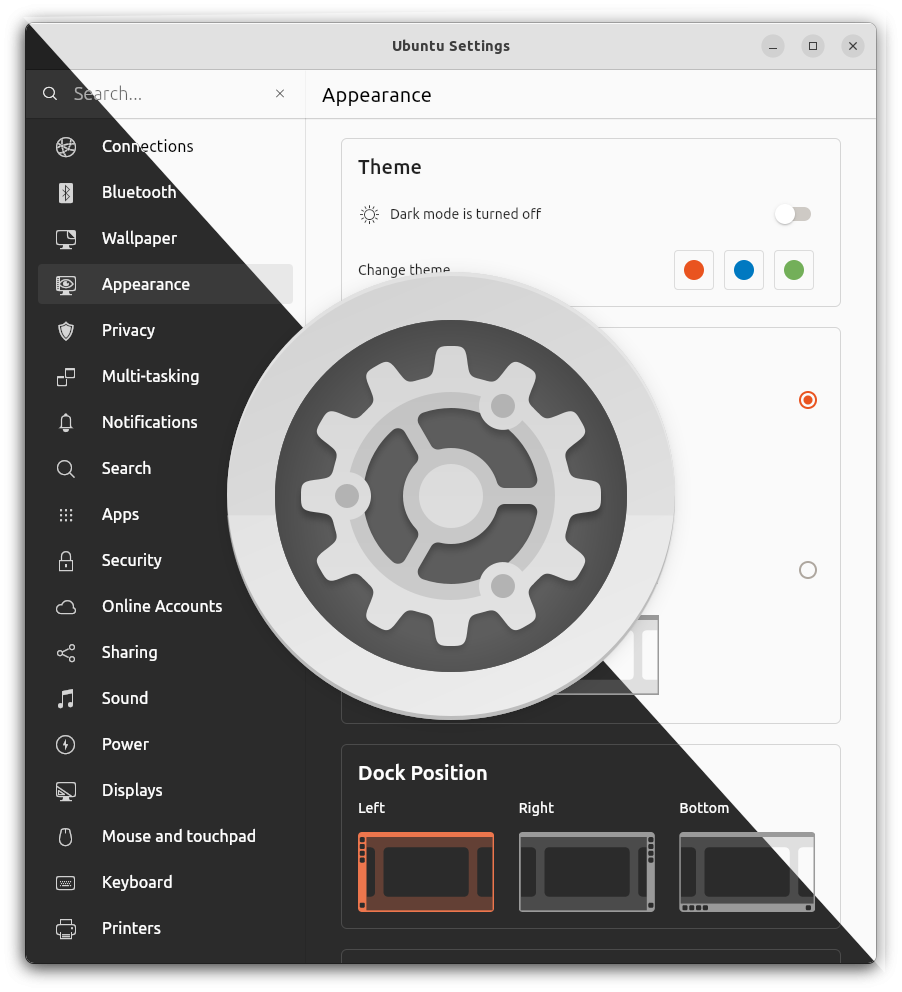 Ubuntu Settings
Search...
Appearance
Connections
Bluetooth
Wallpaper
Appearance
Privacy
Multi-tasking
Notifications
Search
Apps
Security
Online Accounts
Sharing
Sound
Power
Displays
Mouse and touchpad
Keyboard
Printers
Theme
Dark mode is turned off
Change theme
Dock Position
Left
Right
Bottom